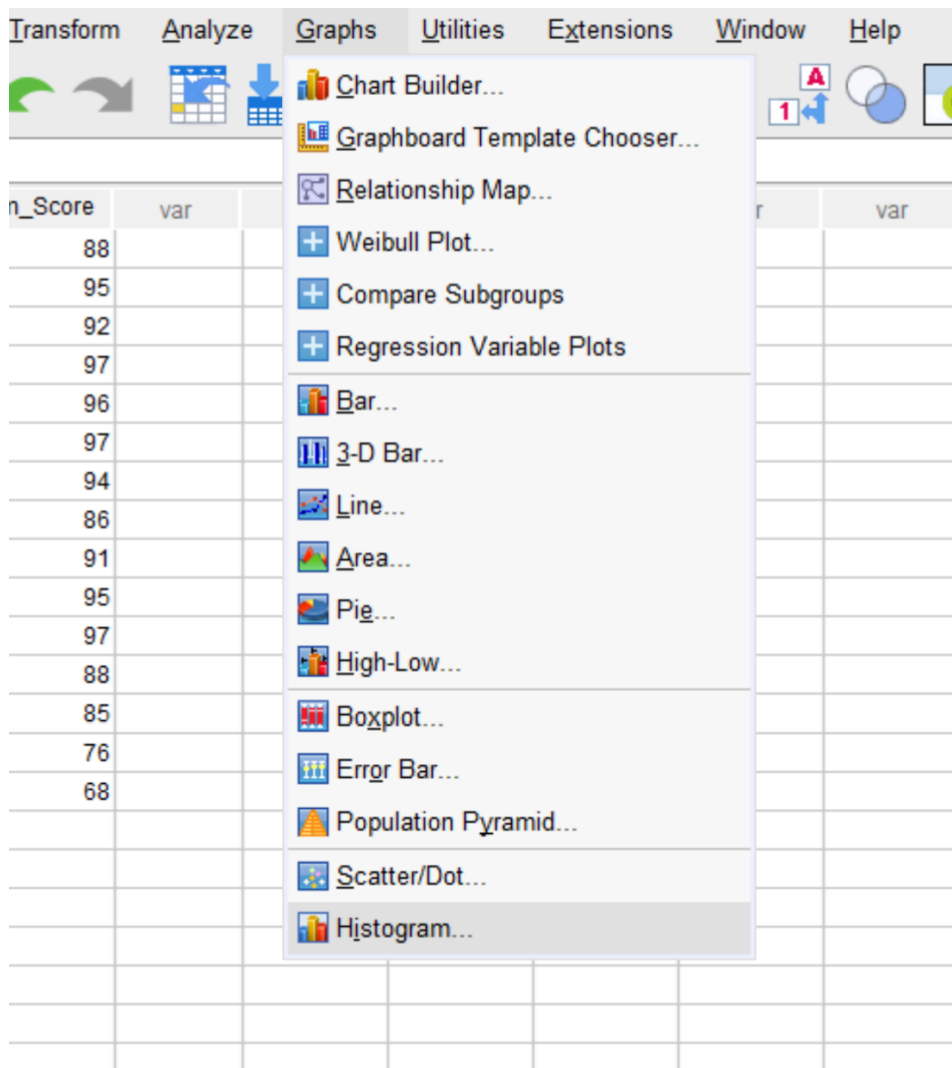 Transform Analyze Graphs Utilities Extensions Window Help
Chart Builder...
A
1
Graphboard Template Chooser...
Relationship Map...
n_Score var r var
88
Weibull Plot...
95
Compare Subgroups
92
Regression Variable Plots
97
96
Bar...
97
3-D Bar...
94
Line...
86
91
Area...
95
Pie...
97
High-Low...
88
85
Boxplot...
76
Error Bar...
68
Population Pyramid...
Scatter/Dot...
Histogram...